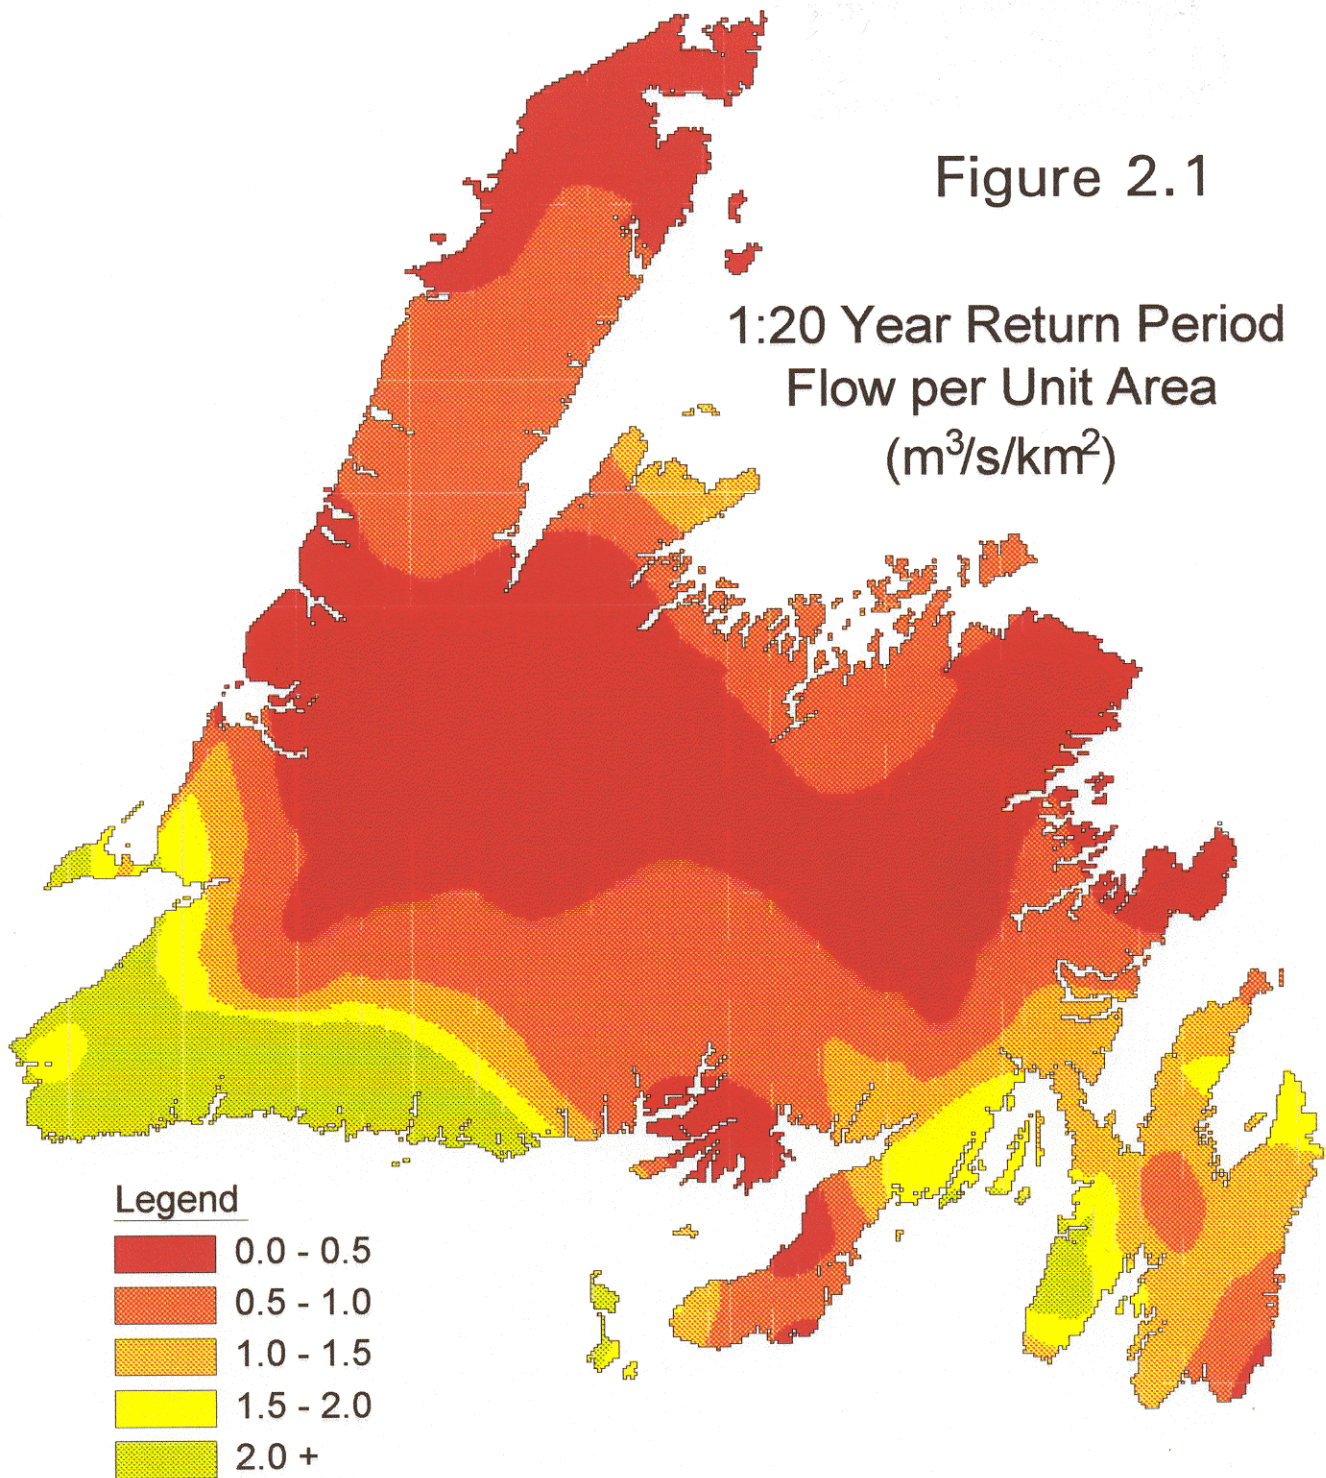 Figure 2.1
1:20 Year Return Period
Flow per Unit Area
(m³/s/km²)
Legend
0.0 - 0.5
0.5 - 1.0
1.0 - 1.5
1.5 - 2.0
2.0 +